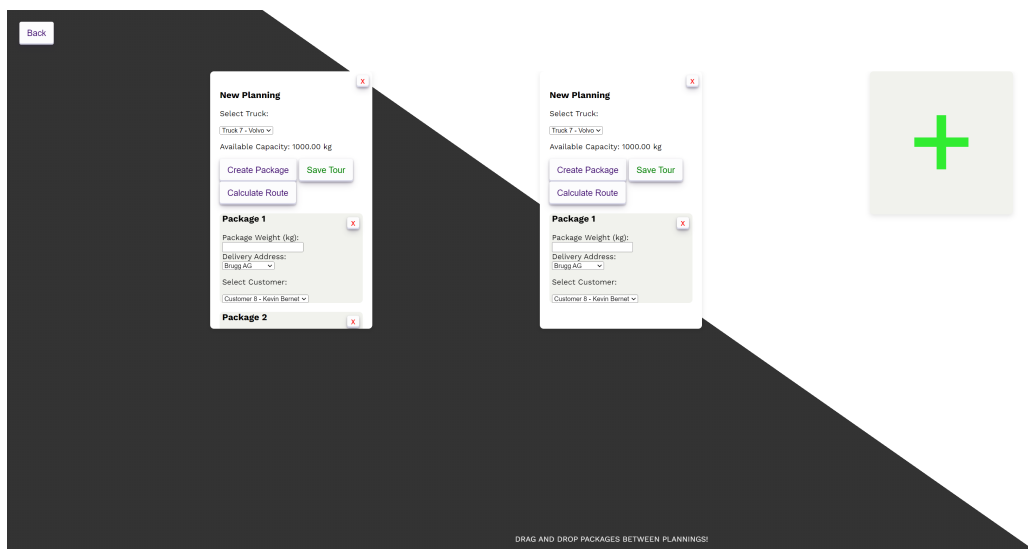 Back
X
New Planning
Select Truck:
Truck 7 - Volvo
Available Capacity: 1000.00 kg
Create Package
Save Tour
Calculate Route
Package 1
X
Package Weight (kg):
Delivery Address:
Brugg AG
Select Customer:
Customer 8 - Kevin Bernet
Package 2
X
X
New Planning
Select Truck:
Truck 7 - Volvo
Available Capacity: 1000.00 kg
Create Package
Save Tour
Calculate Route
Package 1
X
Package Weight (kg):
Delivery Address:
Brugg AG
Select Customer:
Customer 8 - Kevin Bernet
DRAG AND DROP PACKAGES BETWEEN PLANNINGS!